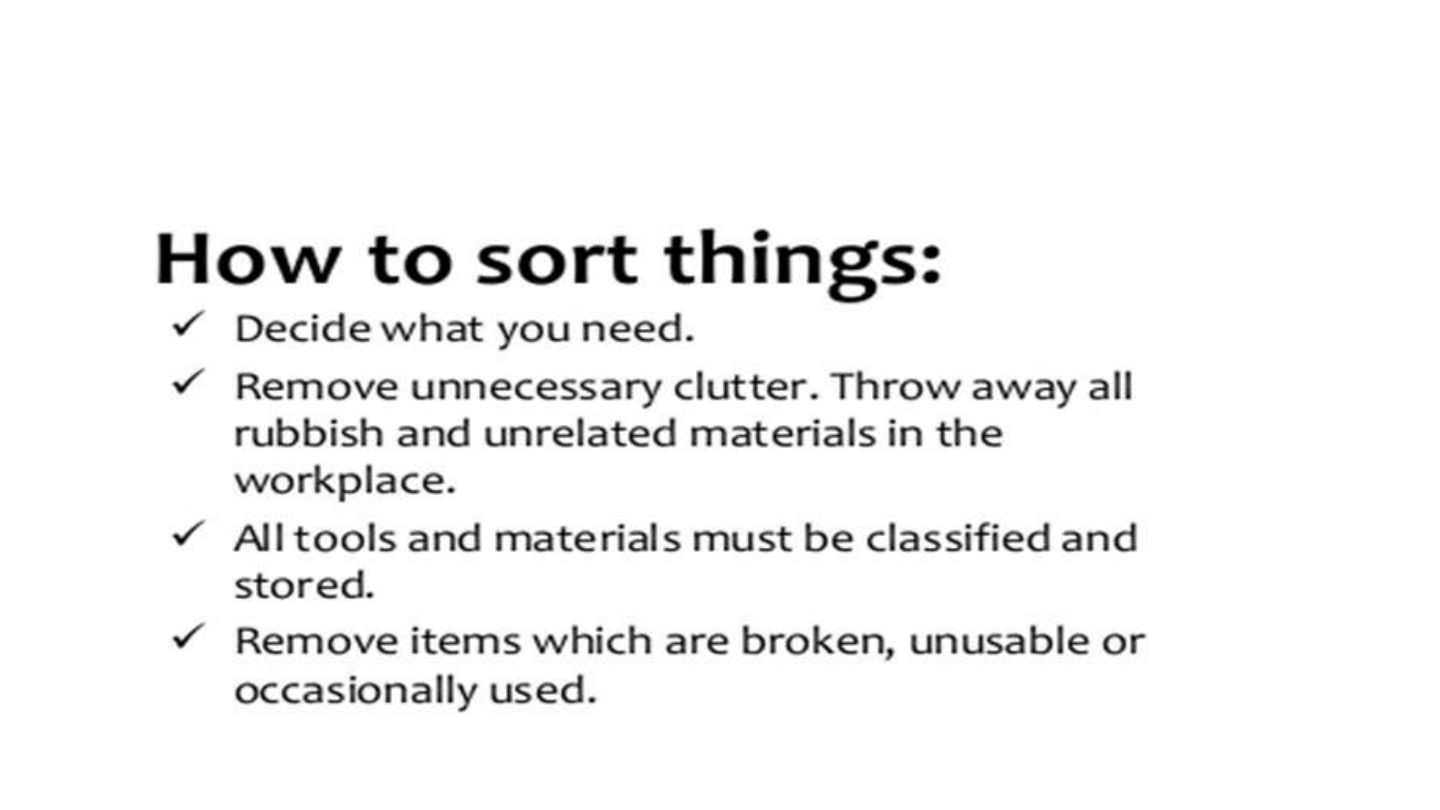 How to sort things:
✓ Decide what you need.
✓ Remove unnecessary clutter. Throw away all
rubbish and unrelated materials in the
workplace.
✓ All tools and materials must be classified and
stored.
✓ Remove items which are broken, unusable or
occasionally used.